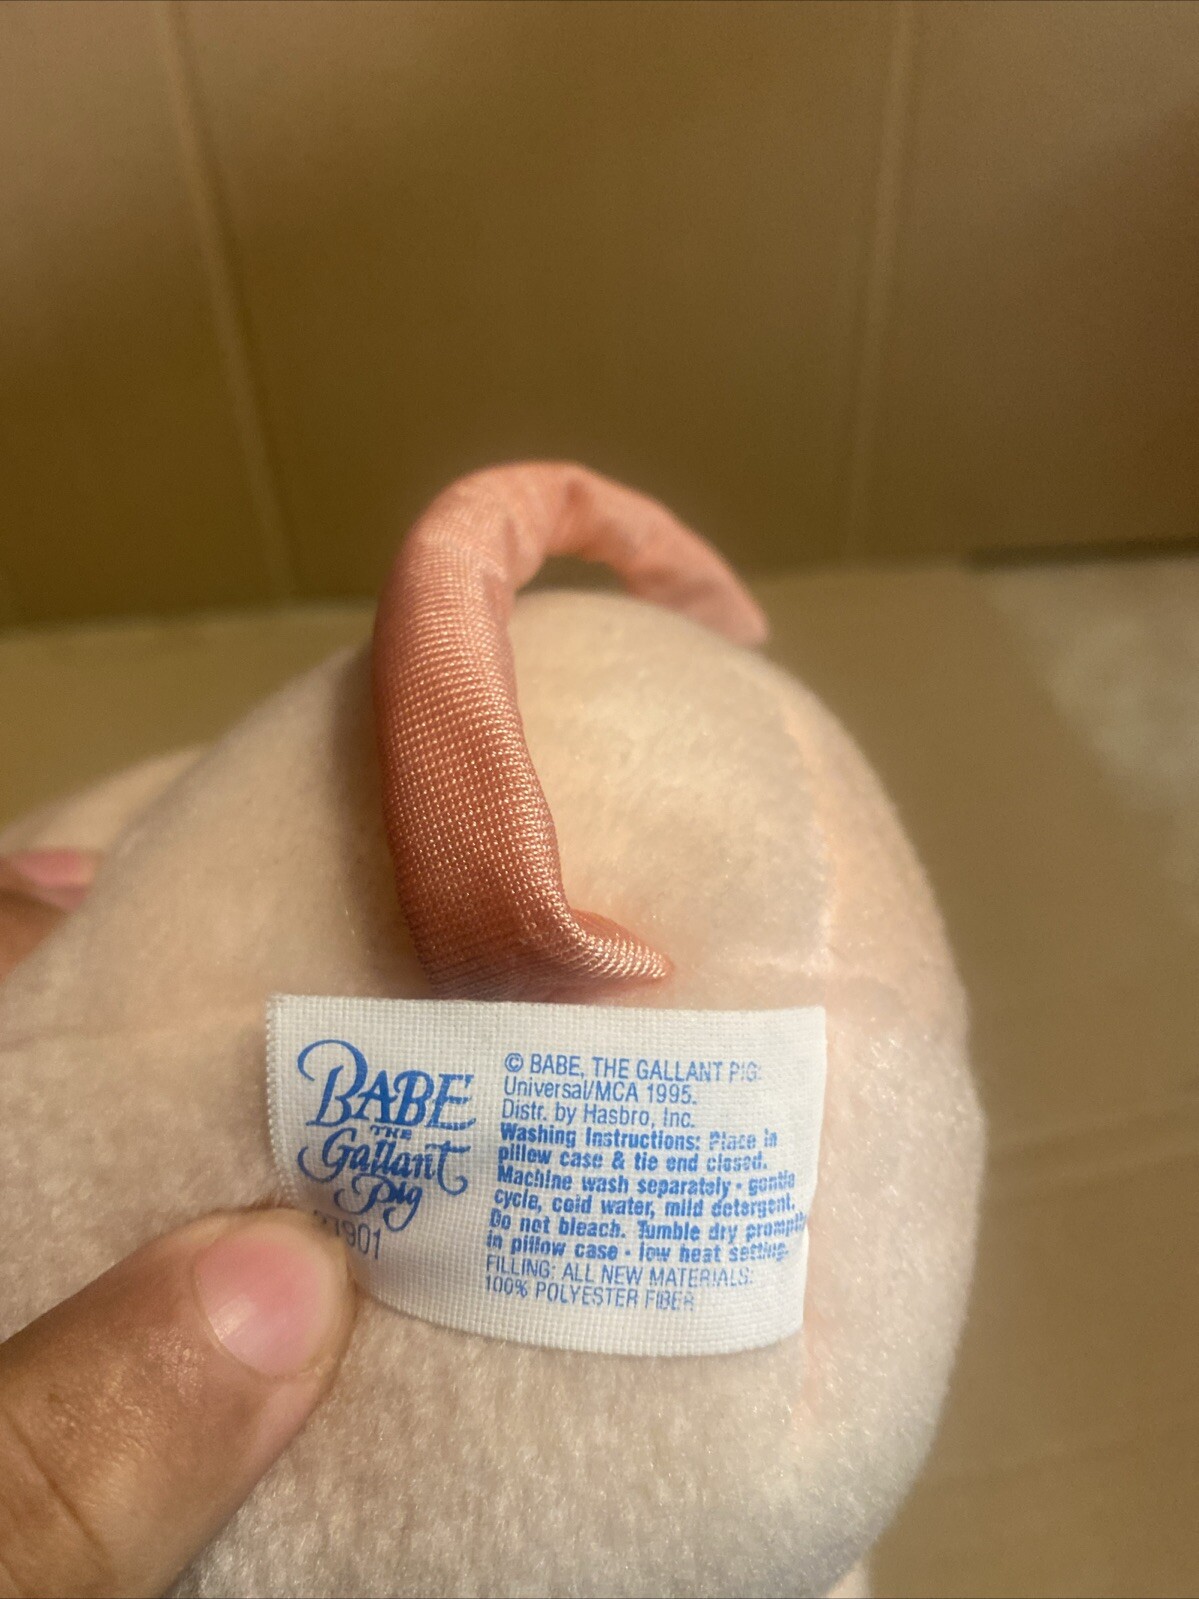 BABE
THE
Gallant
Pig
© BABE, THE GALLANT PIG:
Universal/MCA 1995.
Distr. by Hasbro, Inc.
Washing Instructions: Place in
pillow case & tie end closed.
Machine wash separately - gentle
cycle, cold water, mild detergent.
Do not bleach. Tumble dry promptly
in pillow case - low heat setting.
FILLING: ALL NEW MATERIALS:
100% POLYESTER FIBER